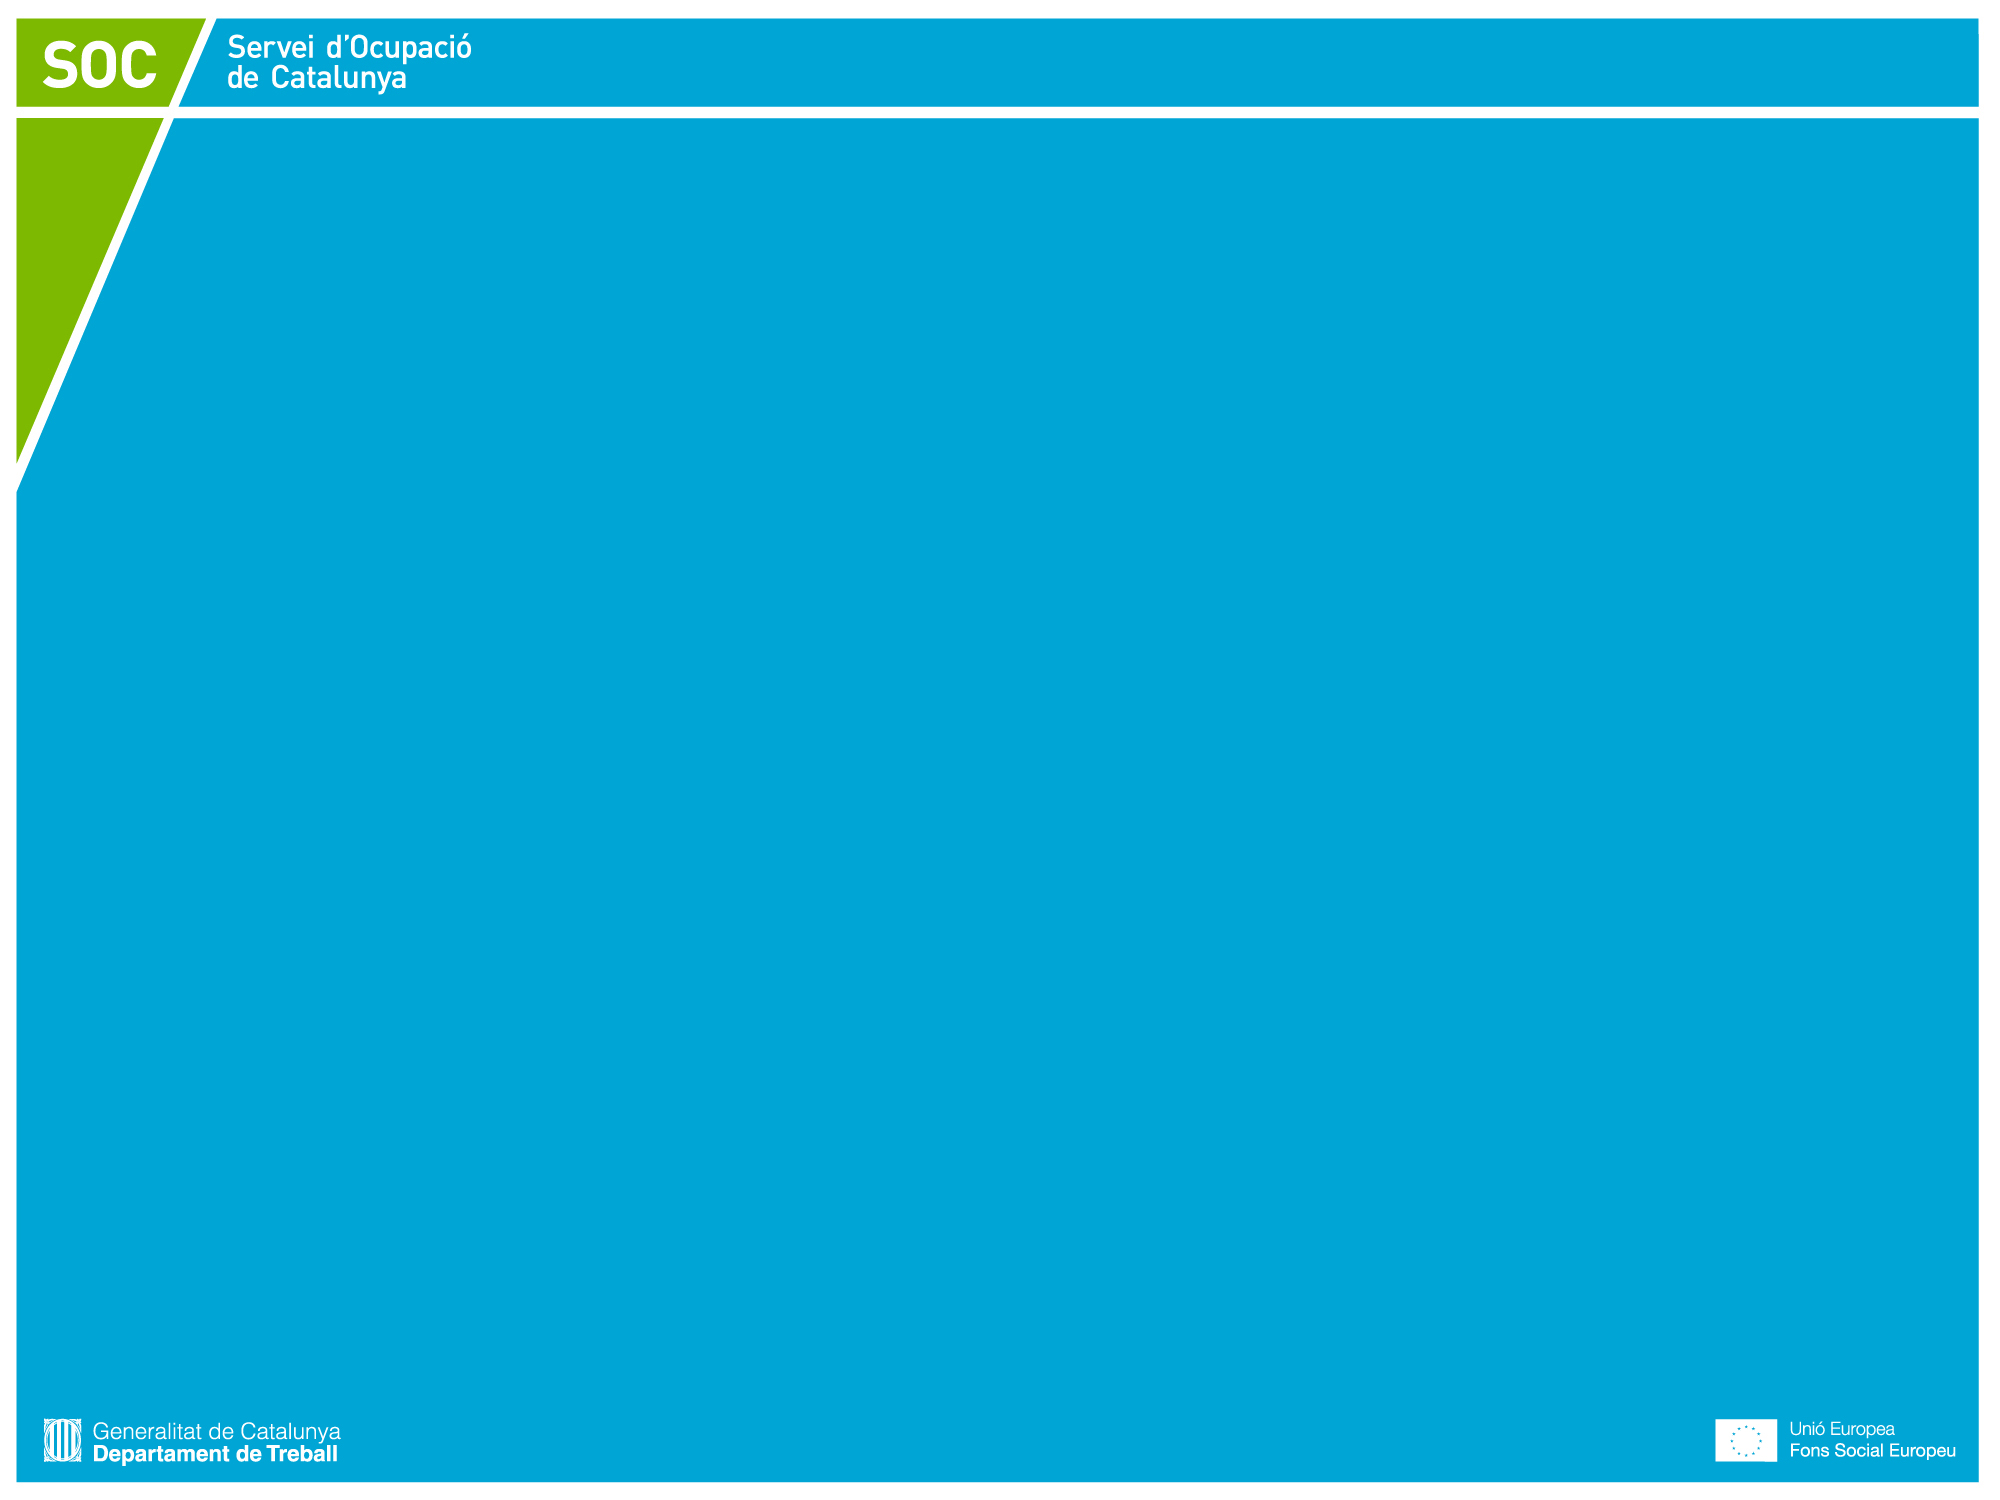 SOC
Servei d'Ocupació
de Catalunya
Generalitat de Catalunya
Departament de Treball
Unió Europea
Fons Social Europeu